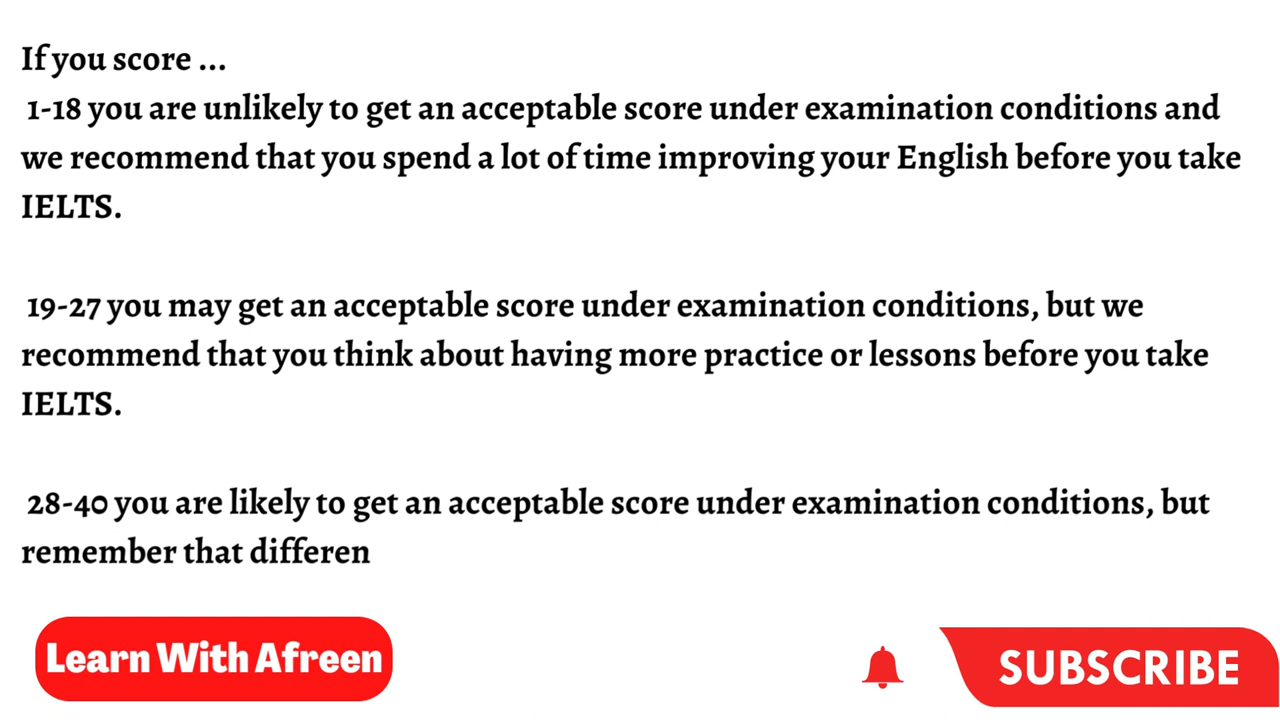 If you score ...
1-18 you are unlikely to get an acceptable score under examination conditions and
we recommend that you spend a lot of time improving your English before you take
IELTS.
19-27 you may get an acceptable score under examination conditions, but we
recommend that you think about having more practice or lessons before you take
IELTS.
28-40 you are likely to get an acceptable score under examination conditions, but
remember that differen
Learn With Afreen
SUBSCRIBE